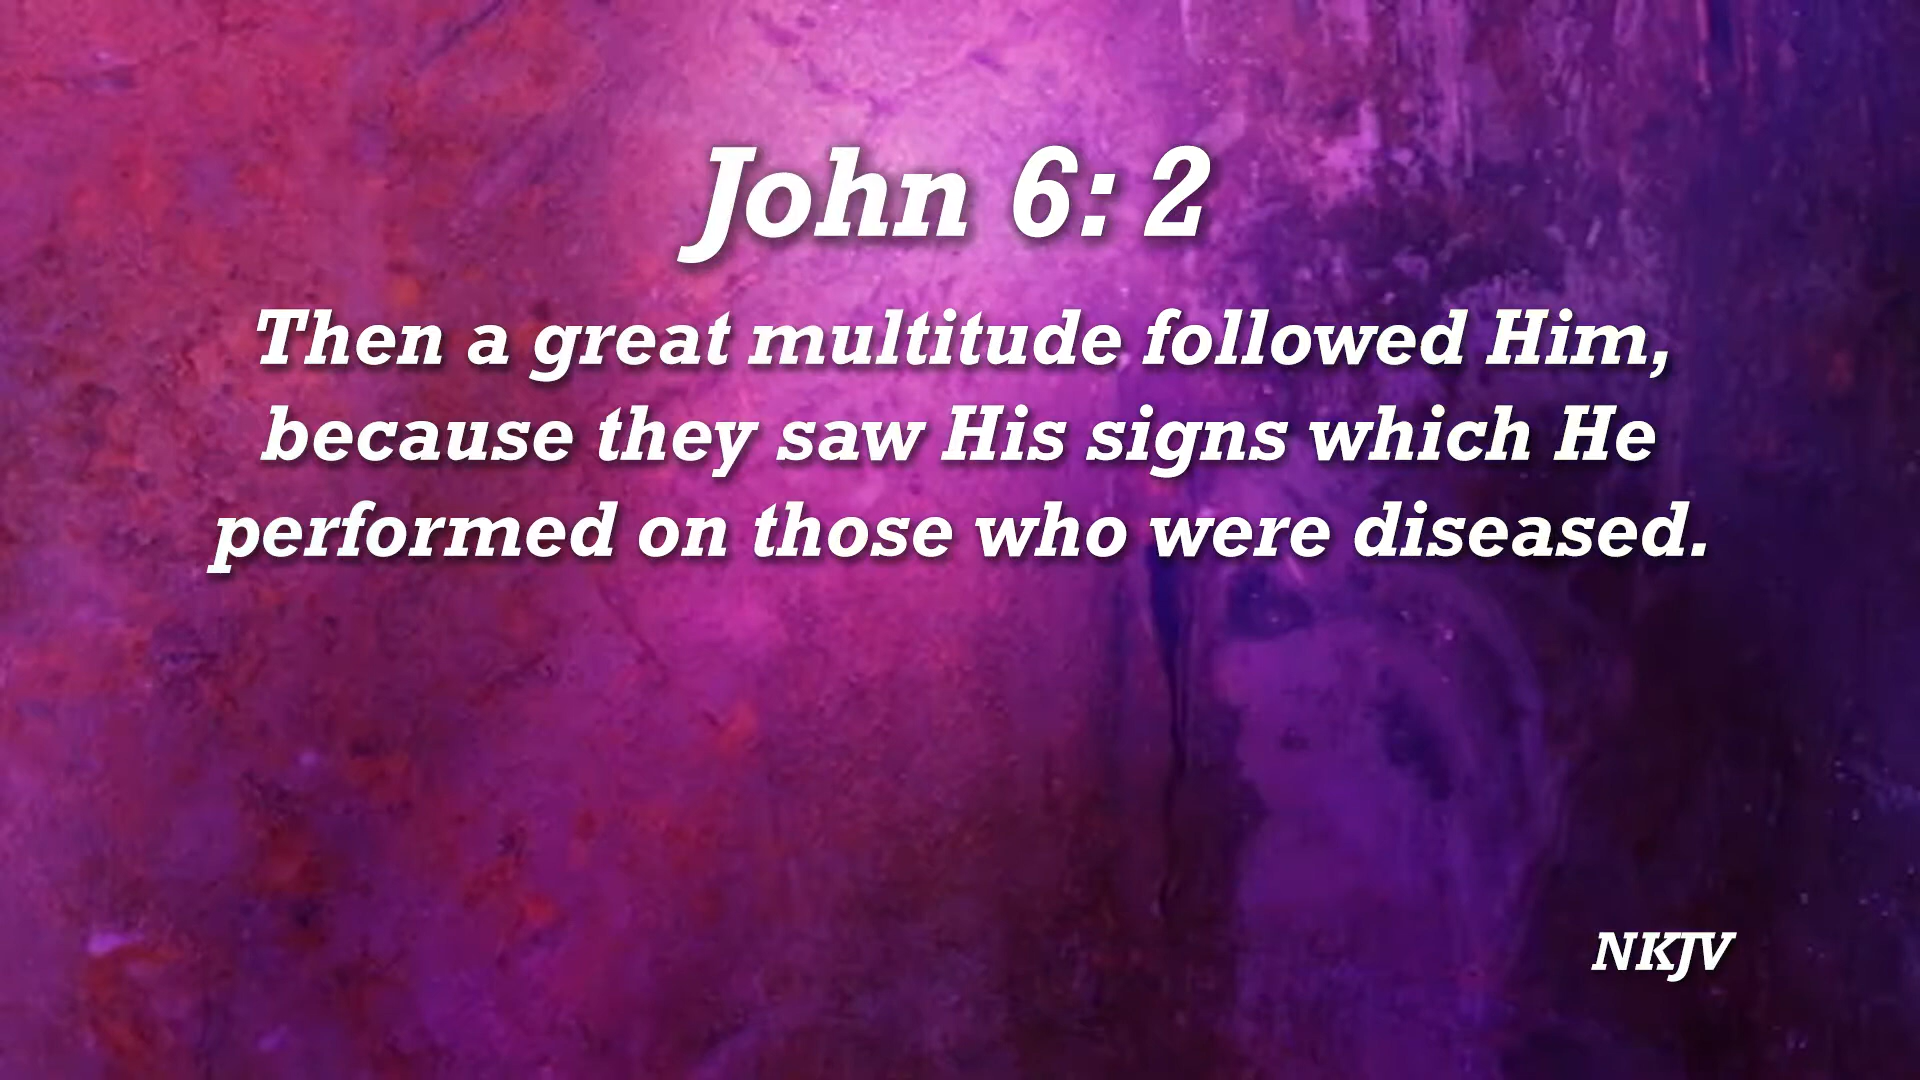 John 6: 2
Then a great multitude followed Him,
because they saw His signs which He
performed on those who were diseased.
NKJV